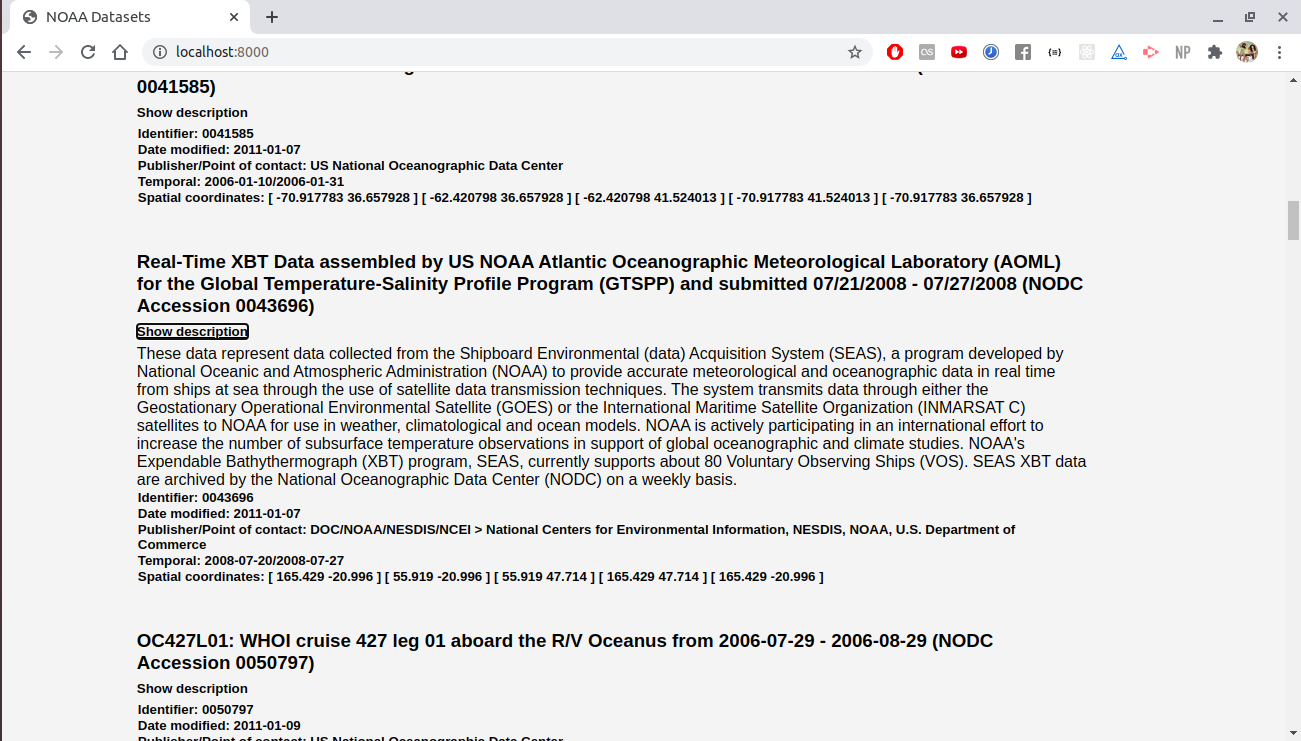 NOAA Datasets
localhost:8000
NP
0041585)
Show description
Identifier: 0041585
Date modified: 2011-01-07
Publisher/Point of contact: US National Oceanographic Data Center
Temporal: 2006-01-10/2006-01-31
Spatial coordinates: [ -70.917783 36.657928 ] [ -62.420798 36.657928 ] [ -62.420798 41.524013 ] [ -70.917783 41.524013 ] [ -70.917783 36.657928 ]
Real-Time XBT Data assembled by US NOAA Atlantic Oceanographic Meteorological Laboratory (AOML)
for the Global Temperature-Salinity Profile Program (GTSPP) and submitted 07/21/2008 - 07/27/2008 (NODC
Accession 0043696)
Show description
These data represent data collected from the Shipboard Environmental (data) Acquisition System (SEAS), a program developed by
National Oceanic and Atmospheric Administration (NOAA) to provide accurate meteorological and oceanographic data in real time
from ships at sea through the use of satellite data transmission techniques. The system transmits data through either the
Geostationary Operational Environmental Satellite (GOES) or the International Maritime Satellite Organization (INMARSAT C)
satellites to NOAA for use in weather, climatological and ocean models. NOAA is actively participating in an international effort to
increase the number of subsurface temperature observations in support of global oceanographic and climate studies. NOAA's
Expendable Bathythermograph (XBT) program, SEAS, currently supports about 80 Voluntary Observing Ships (VOS). SEAS XBT data
are archived by the National Oceanographic Data Center (NODC) on a weekly basis.
Identifier: 0043696
Date modified: 2011-01-07
Publisher/Point of contact: DOC/NOAA/NESDIS/NCEI > National Centers for Environmental Information, NESDIS, NOAA, U.S. Department of
Commerce
Temporal: 2008-07-20/2008-07-27
Spatial coordinates: [ 165.429 -20.996 ] [ 55.919 -20.996 ] [ 55.919 47.714 ] [ 165.429 47.714 ] [ 165.429 -20.996 ]
OC427L01: WHOI cruise 427 leg 01 aboard the R/V Oceanus from 2006-07-29 - 2006-08-29 (NODC
Accession 0050797)
Show description
Identifier: 0050797
Date modified: 2011-01-09
Publisher/Point of contact: US National Oceanographic Data Center